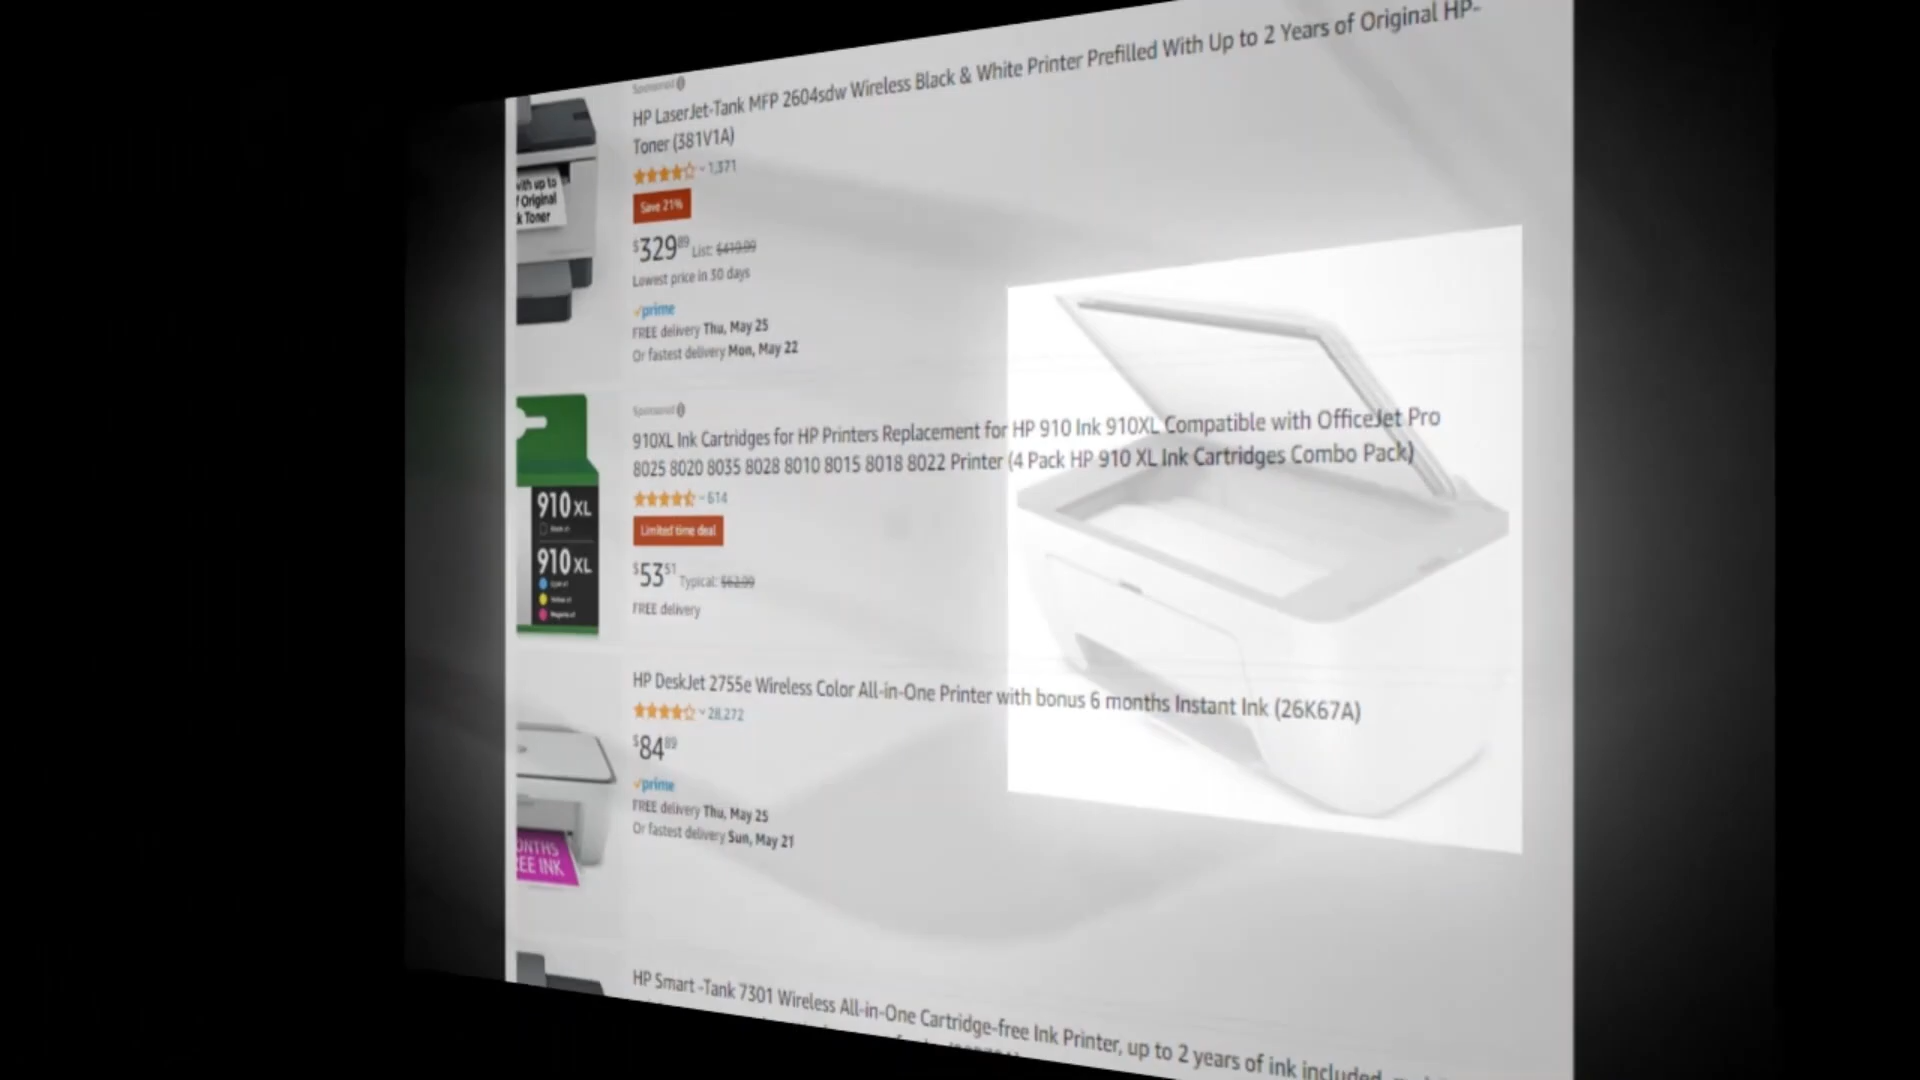 Sponsored
HP LaserJet-Tank MFP 2604sdw Wireless Black & White Printer Prefilled With Up to 2 Years of Original HP-
Toner (381V1A)
1,371
Save 21%
$329 89 List: $419.99
Lowest price in 30 days
prime
FREE delivery Thu, May 25
Or fastest delivery Mon, May 22
with up to
f Original
k Toner
Sponsored
910XL Ink Cartridges for HP Printers Replacement for HP 910 Ink 910XL Compatible with OfficeJet Pro
8025 8020 8035 8028 8010 8015 8018 8022 Printer (4 Pack HP 910 XL Ink Cartridges Combo Pack)
614
Limited time deal
$53 51 Typical: $62.99
FREE delivery
910 XL
910 XL
HP DeskJet 2755e Wireless Color All-in-One Printer with bonus 6 months Instant Ink (26K67A)
28,272
$84 89
prime
FREE delivery Thu, May 25
Or fastest delivery Sun, May 21
ONTHS
EE INK
HP Smart -Tank 7301 Wireless All-in-One Cartridge-free Ink Printer, up to 2 years of ink included,